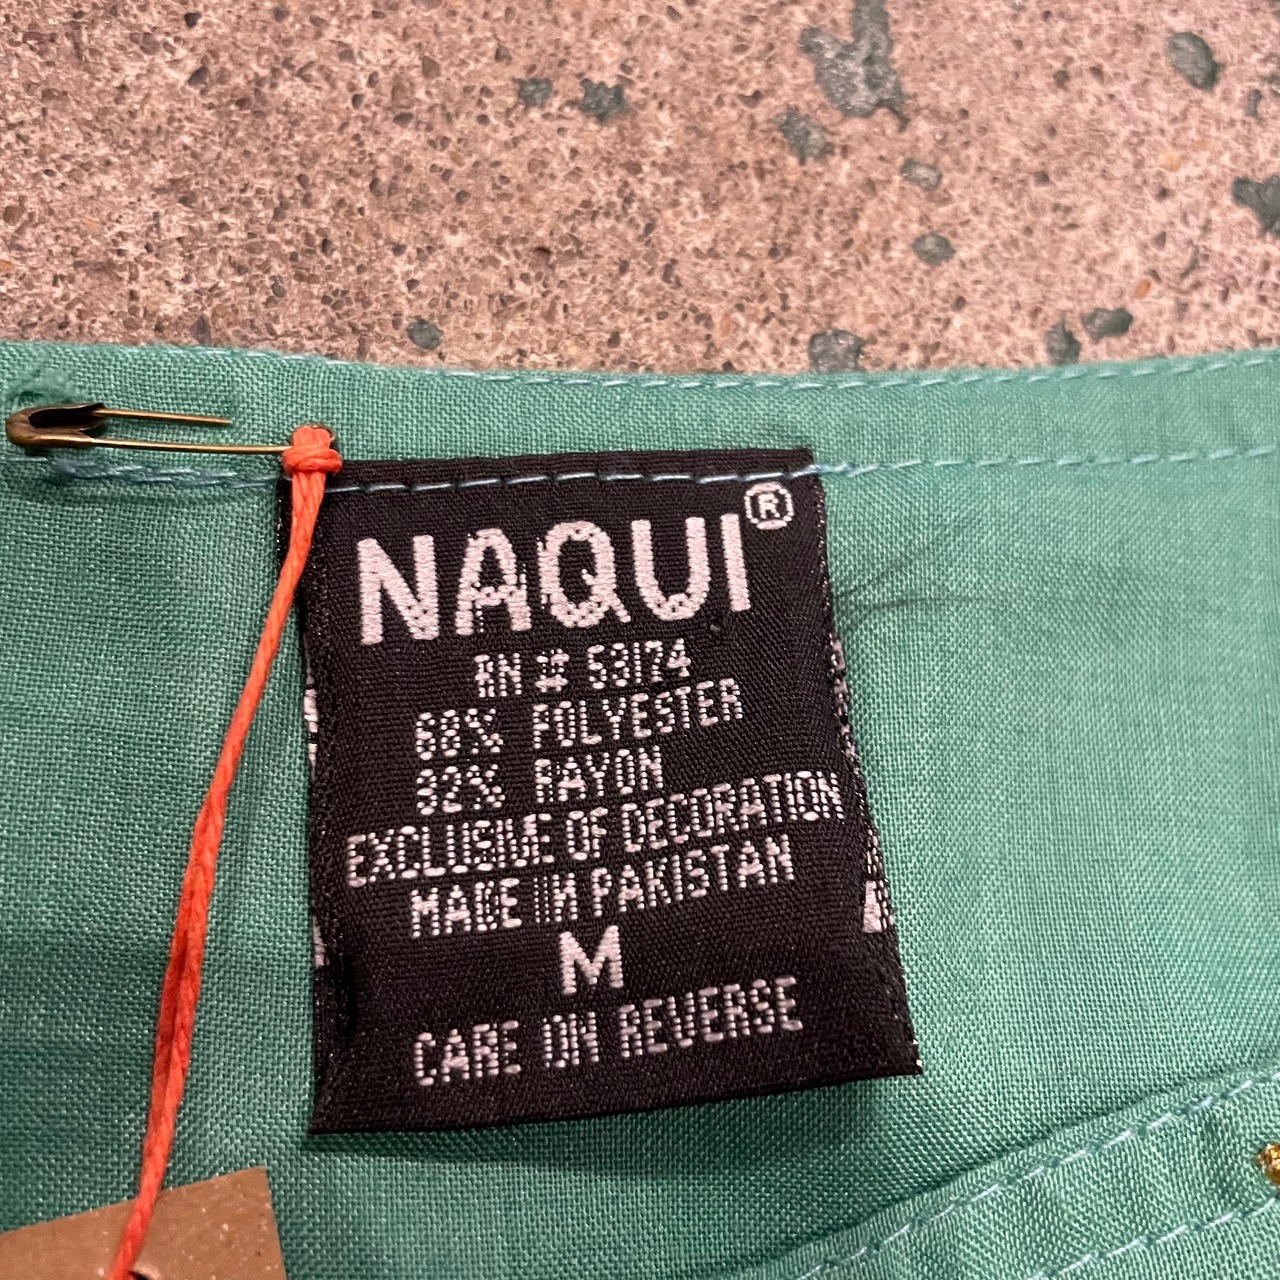 NAQUI®
RN # 53174
68% POLYESTER
32% RAYON
EXCLUSIVE OF DECORATION
MADE IN PAKISTAN
M
CARE ON REVERSE